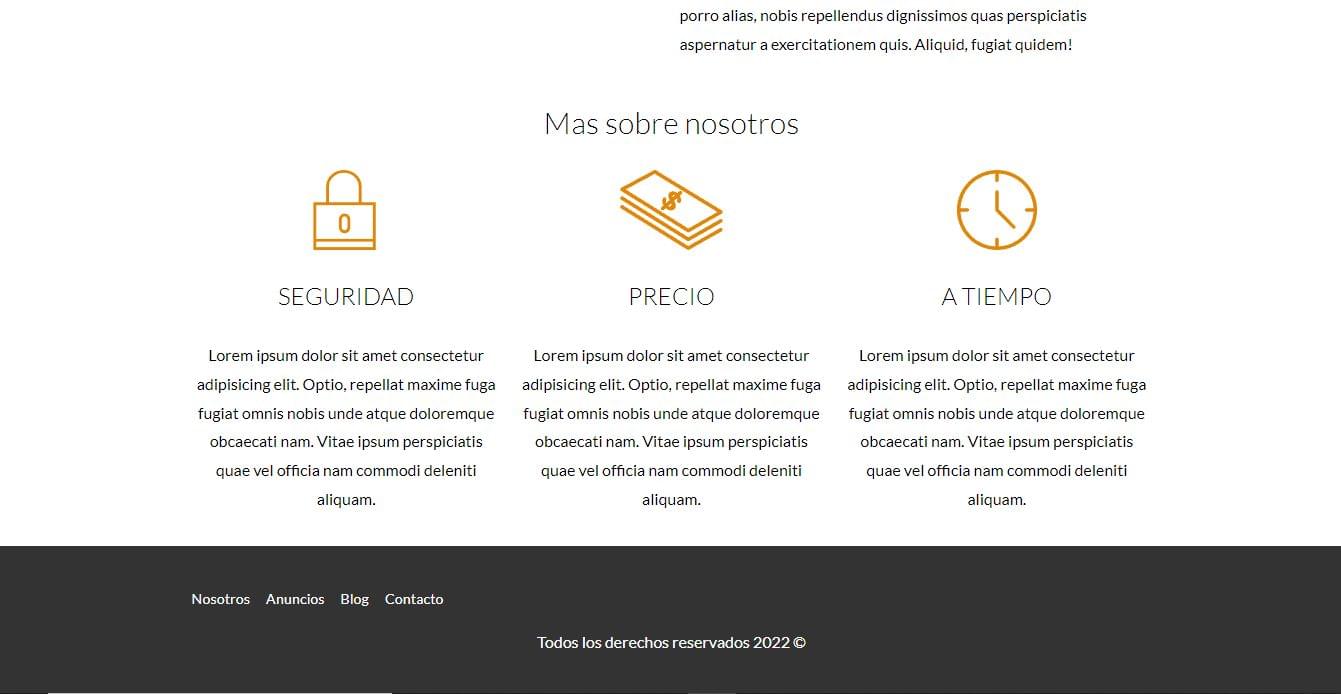 porro alias, nobis repellendus dignissimos quas perspiciatis
aspernatur a exercitationem quis. Aliquid, fugiat quidem!
Mas sobre nosotros
0
$
SEGURIDAD
Lorem ipsum dolor sit amet consectetur
adipisicing elit. Optio, repellat maxime fuga
fugiat omnis nobis unde atque doloremque
obcaecati nam. Vitae ipsum perspiciatis
quae vel officia nam commodi deleniti
aliquam.
PRECIO
Lorem ipsum dolor sit amet consectetur
adipisicing elit. Optio, repellat maxime fuga
fugiat omnis nobis unde atque doloremque
obcaecati nam. Vitae ipsum perspiciatis
quae vel officia nam commodi deleniti
aliquam.
A TIEMPO
Lorem ipsum dolor sit amet consectetur
adipisicing elit. Optio, repellat maxime fuga
fugiat omnis nobis unde atque doloremque
obcaecati nam. Vitae ipsum perspiciatis
quae vel officia nam commodi deleniti
aliquam.
Nosotros Anuncios Blog Contacto
Todos los derechos reservados 2022 ©